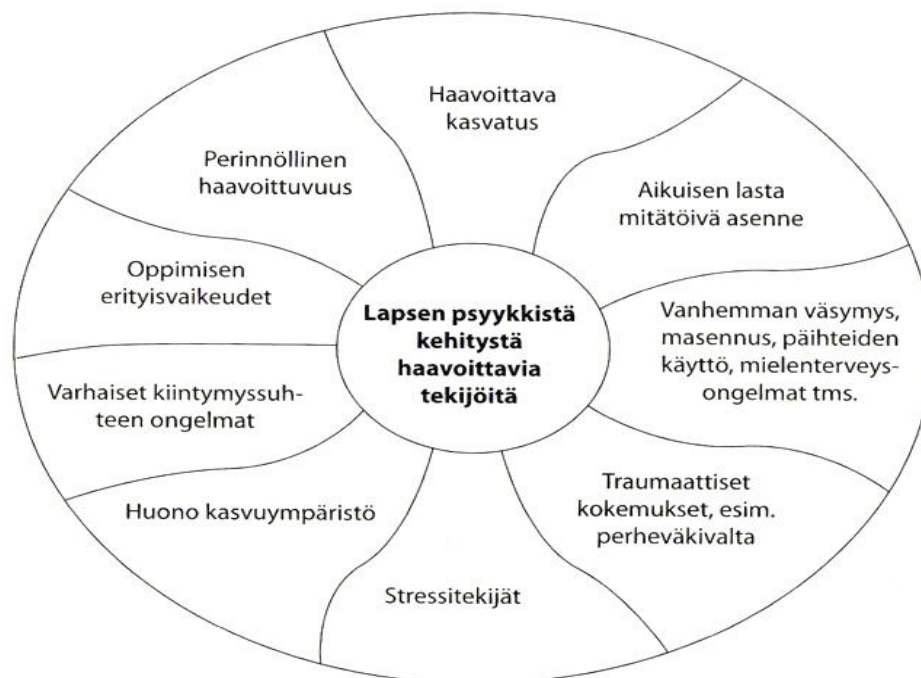 Haavoittava
kasvatus
Perinnöllinen
haavoittuvuus
Aikuisen lasta
mitätöivä asenne
Oppimisen
erityisvaikeudet
Lapsen psyykkistä
kehitystä
haavoittavia
tekijöitä
Vanhemman väsymys,
masennus, päihteiden
käyttö, mielenterveys-
ongelmat tms.
Varhaiset kiintymyssuh-
teen ongelmat
Traumaattiset
kokemukset, esim.
perheväkivalta
Huono kasvuympäristö
Stressitekijät